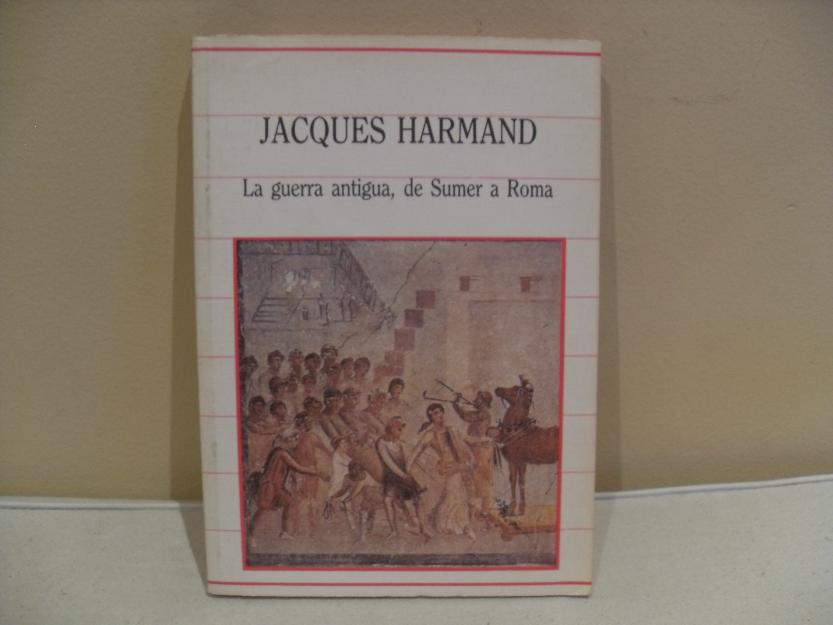 JACQUES HARMAND
La guerra antigua, de Sumer a Roma